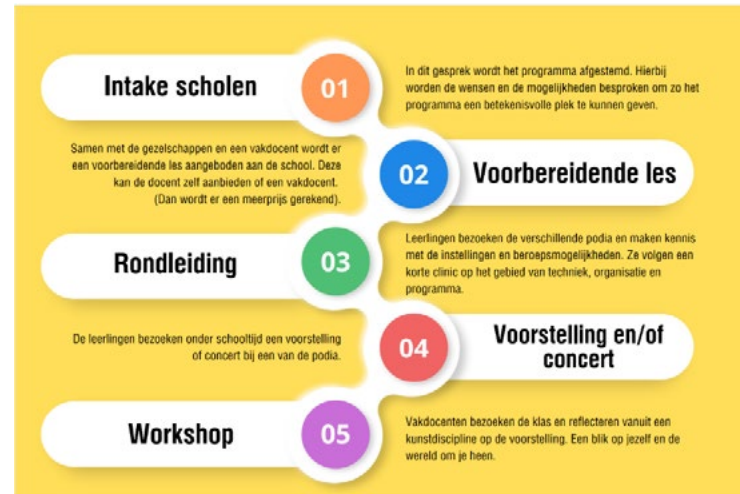 Intake scholen
01
In dit gesprek wordt het programma afgestemd. Hierbij
worden de wensen en de mogelijkheden besproken om zo het
programma een betekenisvolle plek te kunnen geven.
Samen met de gezelschappen en een vakdocent wordt er
een voorbereidende les aangeboden aan de school. Deze
kan de docent zelf aanbieden of een vakdocent.
(Dan wordt er een meerprijs gerekend).
02
Voorbereidende les
Rondleiding
03
Leerlingen bezoeken de verschillende podia en maken kennis
met de instellingen en beroepsmogelijkheden. Ze volgen een
korte clinic op het gebied van techniek, organisatie en
programma.
De leerlingen bezoeken onder schooltijd een voorstelling
of concert bij een van de podia.
04
Voorstelling en/of
concert
Workshop
05
Vakdocenten bezoeken de klas en reflecteren vanuit een
kunstdiscipline op de voorstelling. Een blik op jezelf en de
wereld om je heen.